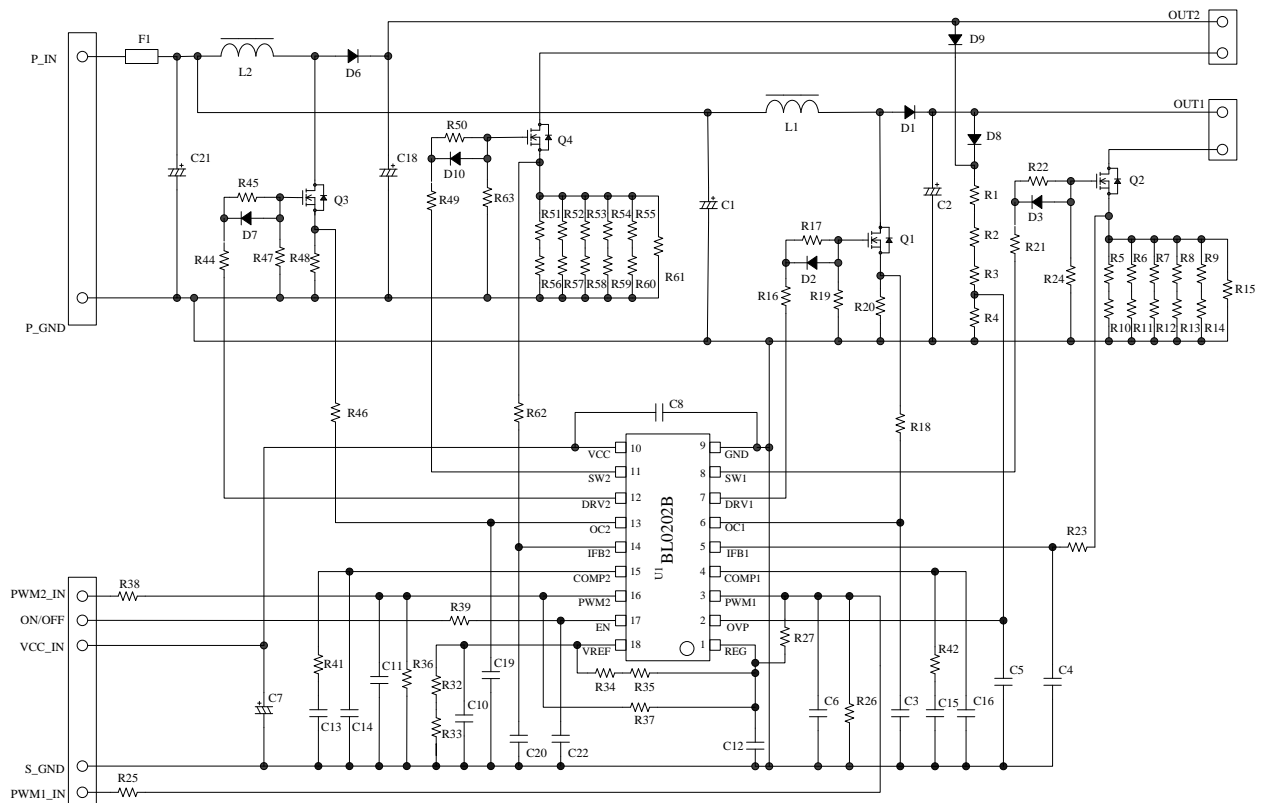 OUT2
F1
P_IN
L2
D6
D9
OUT1
L1
D1
D8
R50
Q4
D10
C21
C18
R22
Q2
D3
R45
Q3
D7
R49
R63
R51 R52 R53 R54 R55
C1
C2
R1
R17
Q1
D2
R2
R21
R44
R47
R48
R61
R56 R57 R58 R59 R60
R16
R19
R20
R3
R24
R5 R6 R7 R8 R9
R15
R4
R10 R11 R12 R13 R14
P_GND
R46
R62
C8
R18
10 VCC
9 GND
11 SW2
8 SW1
12 DRV2
7 DRV1
13 OC2
6 OC1
14 IFB2
5 IFB1
15 COMP2
4 COMP1
16 PWM2
3 PWM1
17 EN
2 OVP
18 VREF
1 REG
U1
BL0202B
R23
PWM2_IN
R38
ON/OFF
R39
VCC_IN
R27
R41
C11
R36
R32
C19
R34
R35
R42
C5
C4
C7
C13
C14
R33
C10
R37
C6
R26
C3
C15
C16
C20
C22
C12
S_GND
R25
PWM1_IN